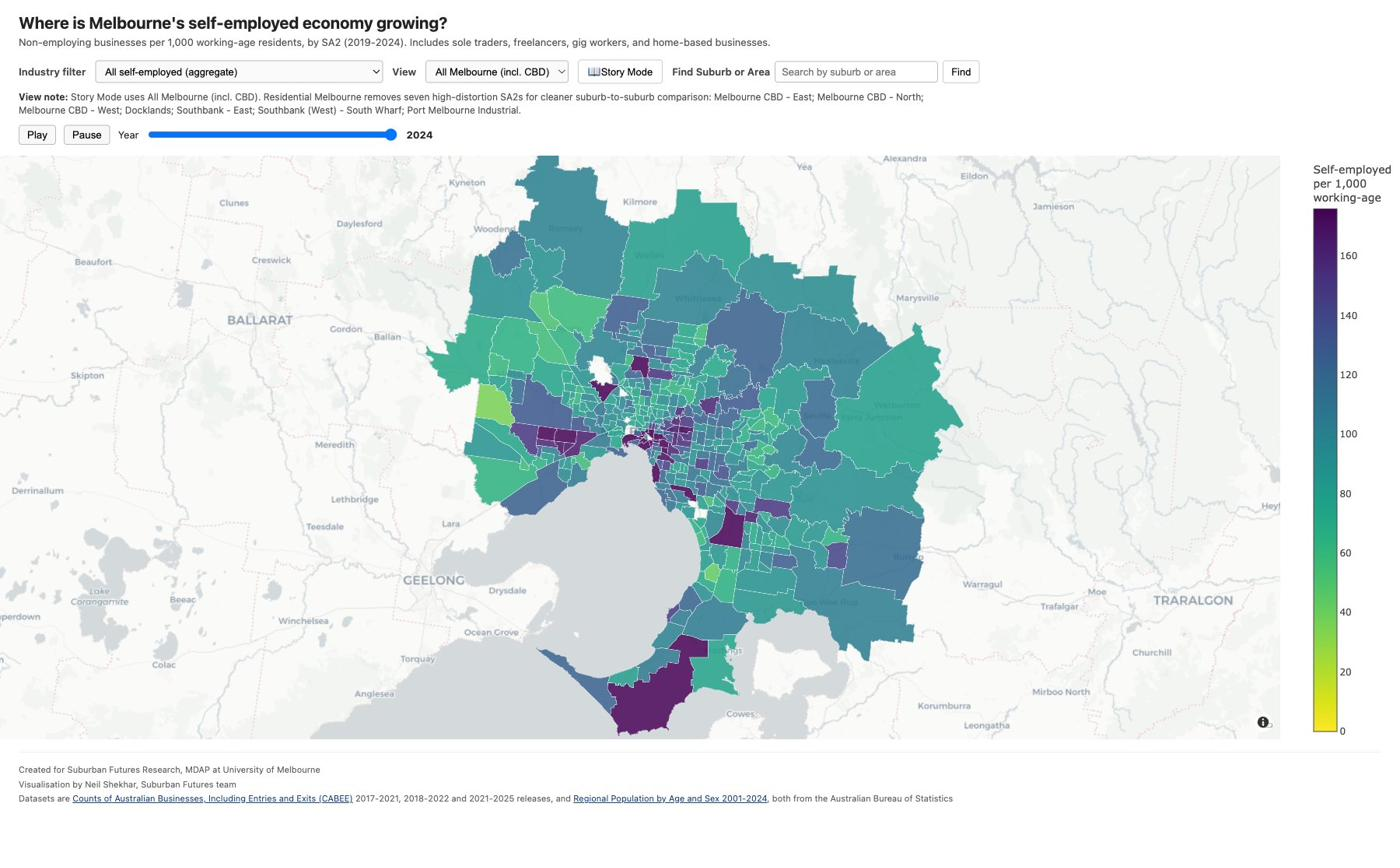 Where is Melbourne's self-employed economy growing?
Non-employing businesses per 1,000 working-age residents, by SA2 (2019-2024). Includes sole traders, freelancers, gig workers, and home-based businesses.
Industry filter All self-employed (aggregate) View All Melbourne (incl. CBD) 📖Story Mode Find Suburb or Area Search by suburb or area Find
View note: Story Mode uses All Melbourne (incl. CBD). Residential Melbourne removes seven high-distortion SA2s for cleaner suburb-to-suburb comparison: Melbourne CBD - East; Melbourne CBD - North;
Melbourne CBD - West; Docklands; Southbank - East; Southbank (West) - South Wharf; Port Melbourne Industrial.
Play Pause Year 2024
Alexandra
Yea
Eildon
Kyneton
Clunes
Kilmore
Jamieson
Daylesford
Woodend
Romsey
Wallan
Creswick
Beaufort
Whittlesea
Marysville
BALLARAT
Gordon
Ballan
Healesville
Skipton
Warburton
Seville
Yarra Junction
Meredith
Derrinallum
Lethbridge
Teesdale
Lara
Bunyip
GEELONG
Warragul
Lake
Corangamite
Beeac
Drysdale
Moe
TRARALGON
Trafalgar
Winchelsea
Ocean Grove
Churchill
Colac
Torquay
Anglesea
Mirboo North
Korumburra
Cowes
Leongatha
Self-employed
per 1,000
working-age
160
140
120
100
80
60
40
20
0
Created for Suburban Futures Research, MDAP at University of Melbourne
Visualisation by Neil Shekhar, Suburban Futures team
Datasets are Counts of Australian Businesses, Including Entries and Exits (CABEE) 2017-2021, 2018-2022 and 2021-2025 releases, and Regional Population by Age and Sex 2001-2024, both from the Australian Bureau of Statistics